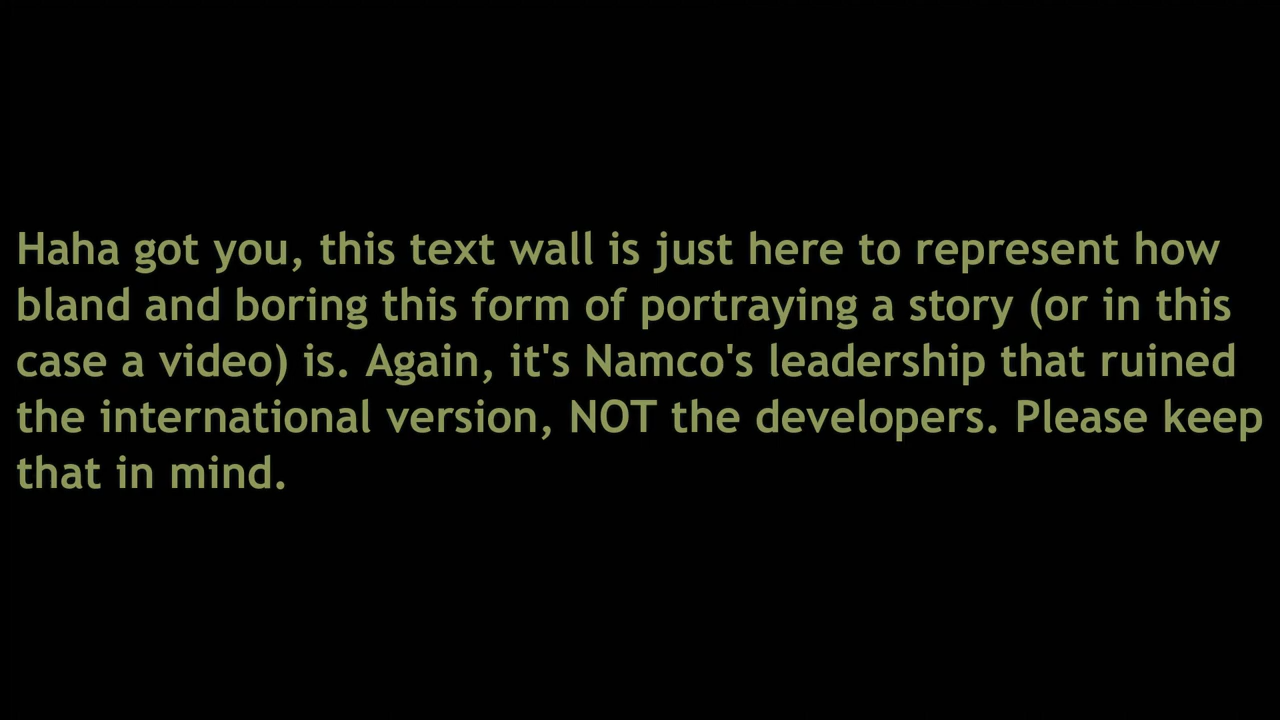 Haha got you, this text wall is just here to represent how
bland and boring this form of portraying a story (or in this
case a video) is. Again, it's Namco's leadership that ruined
the international version, NOT the developers. Please keep
that in mind.